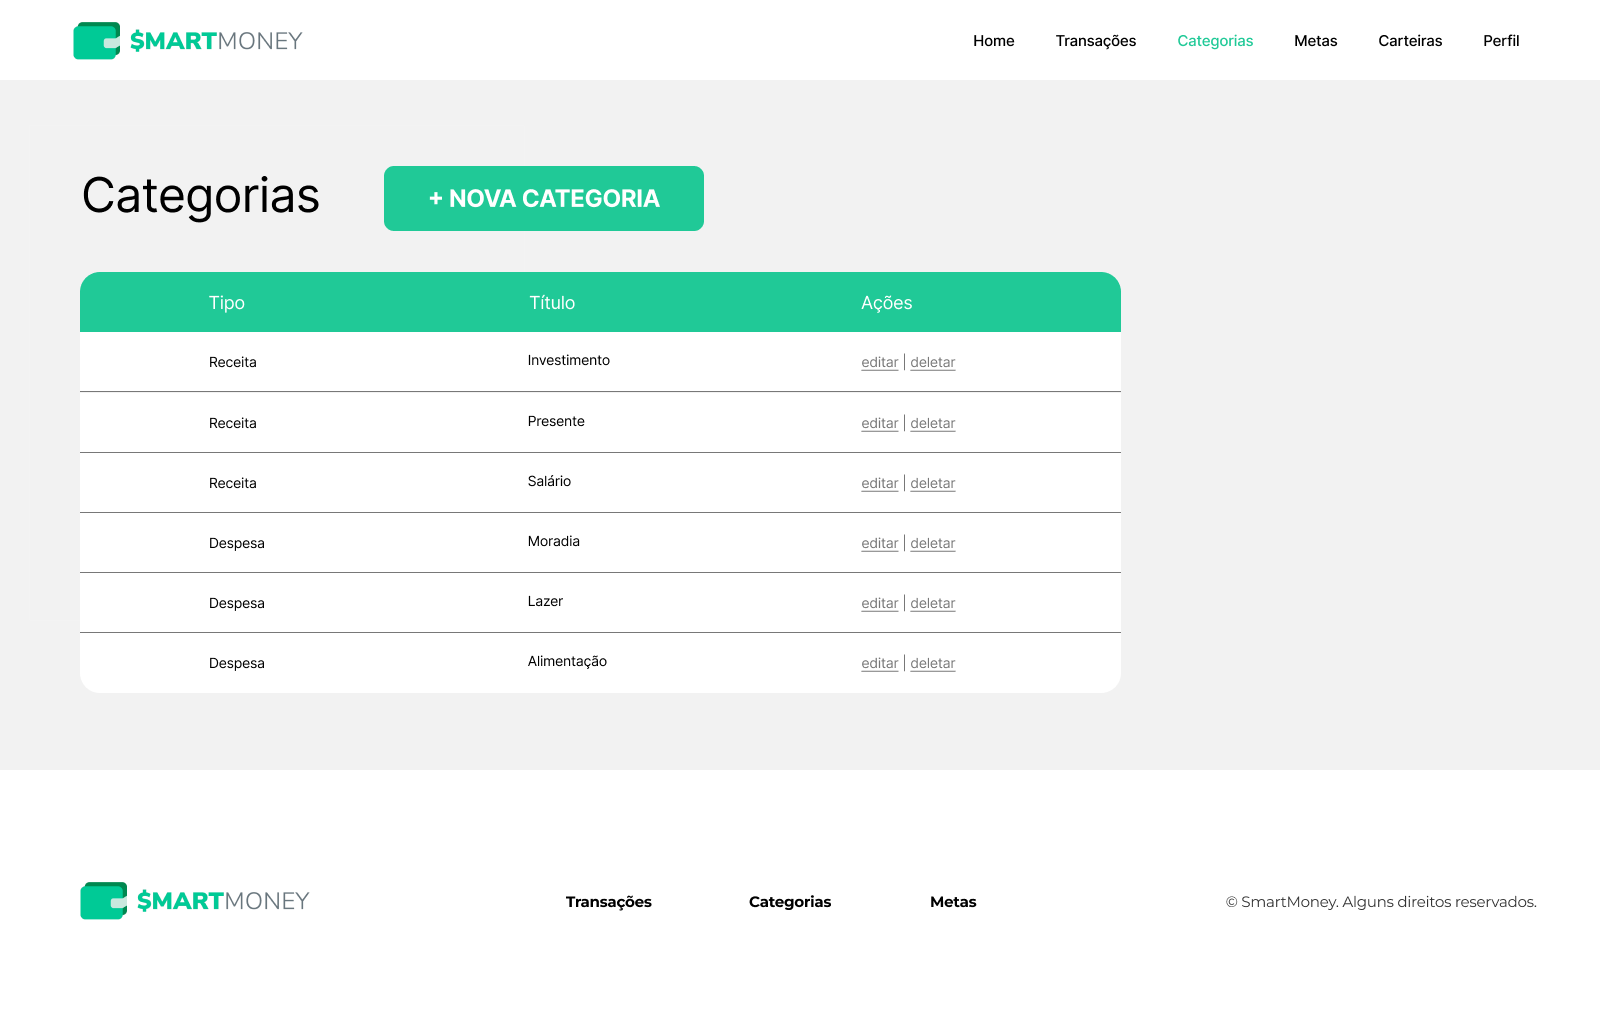 $MARTMONEY
Home Transações Categorias Metas Carteiras Perfil
Categorias
+ NOVA CATEGORIA
Tipo Título Ações
Receita Investimento editar | deletar
Receita Presente editar | deletar
Receita Salário editar | deletar
Despesa Moradia editar | deletar
Despesa Lazer editar | deletar
Despesa Alimentação editar | deletar
$MARTMONEY
Transações Categorias Metas
© SmartMoney. Alguns direitos reservados.